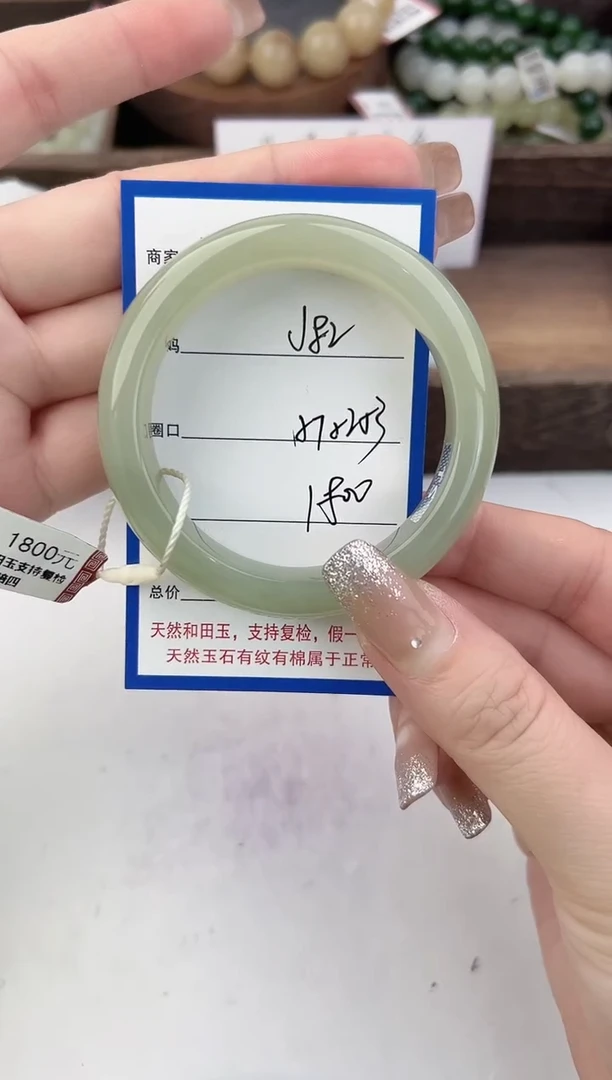 商家
码 J82
圈口
1800
1800元
田玉支持复检
总价
天然和田玉，支持复检，假一
天然玉石有纹有棉属于正常